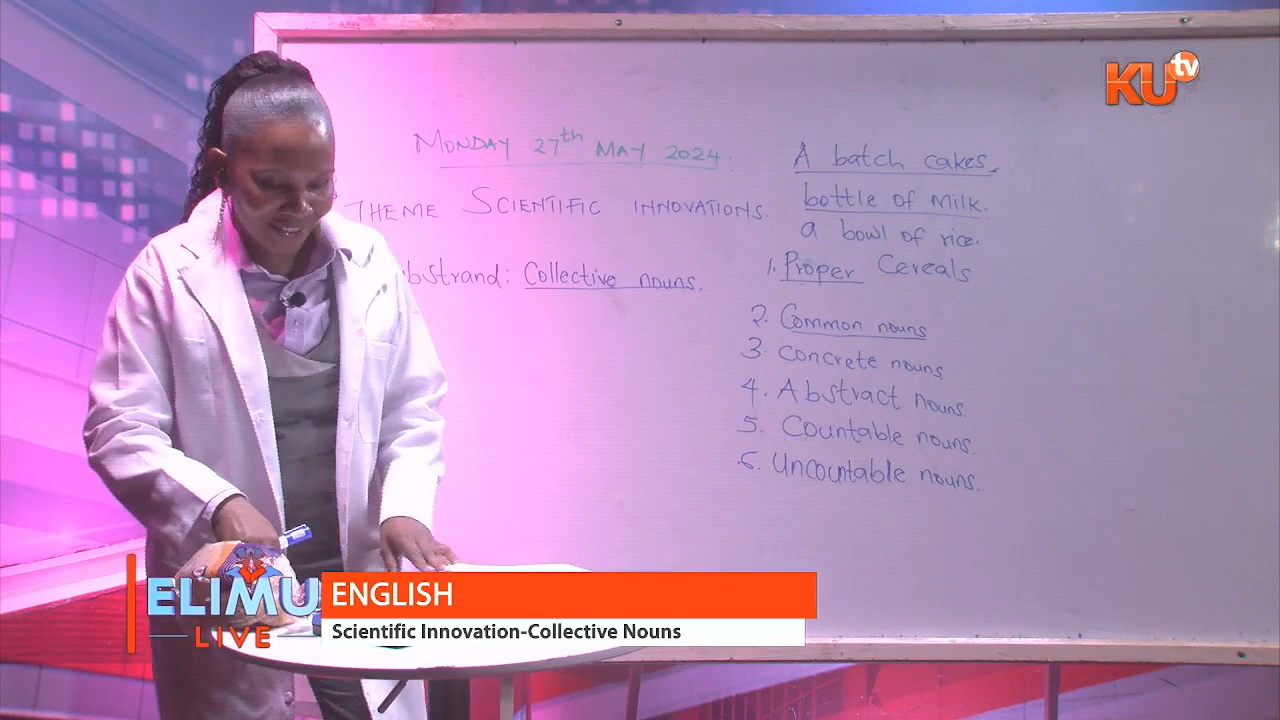 KU tv
MONDAY 27th MAY 2024.
THEME SCIENTIFIC INNOVATIONS.
bstrand: Collective nouns.
A batch cakes.
bottle of milk.
a bowl of rice.
1. Proper Cereals
2. Common nouns
3. concrete nouns
4. Abstract nouns.
5. Countable nouns.
6. Uncountable nouns.
ELIMU
LIVE
ENGLISH
Scientific Innovation-Collective Nouns